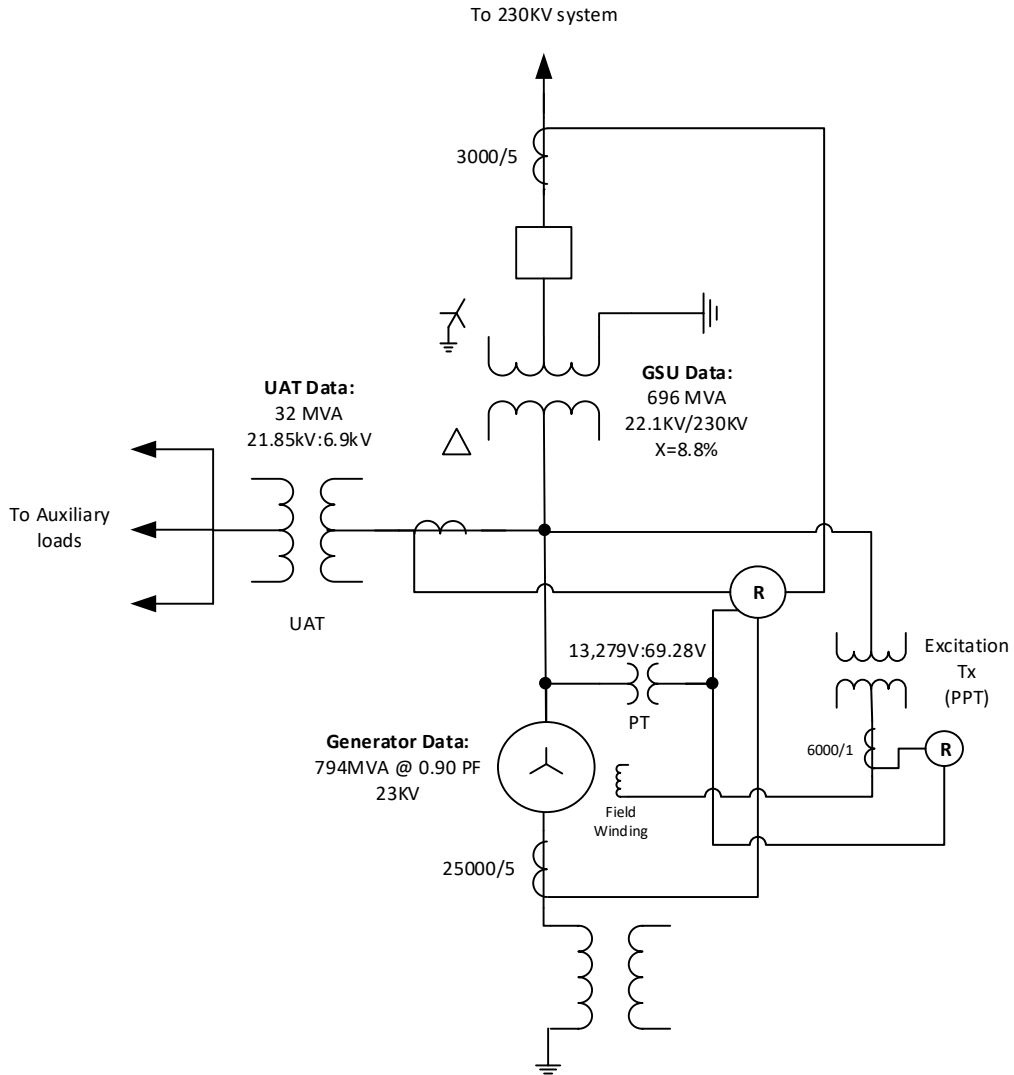 To 230KV system
3000/5
UAT Data:
32 MVA
21.85kV:6.9kV
GSU Data:
696 MVA
22.1KV/230KV
X=8.8%
To Auxiliary
loads
UAT
R
13,279V:69.28V
PT
Excitation
Tx
(PPT)
Generator Data:
794MVA @ 0.90 PF
23KV
6000/1
R
Field
Winding
25000/5